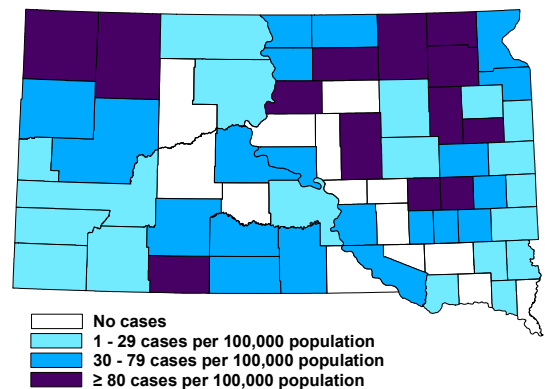 No cases
1 - 29 cases per 100,000 population
30 - 79 cases per 100,000 population
≥ 80 cases per 100,000 population